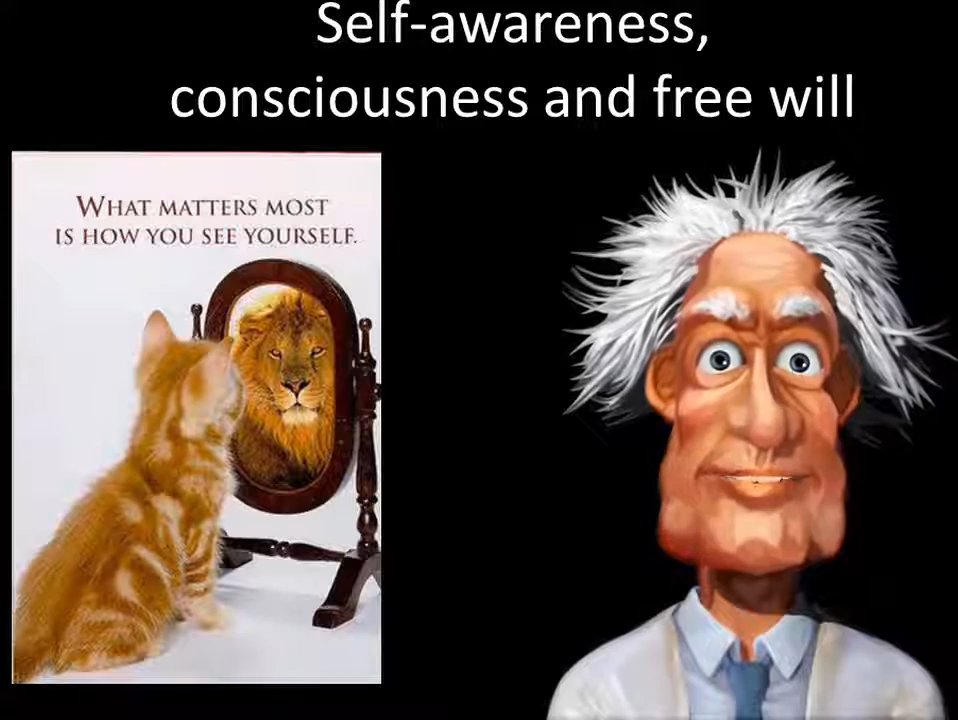 Self-awareness,
consciousness and free will
WHAT MATTERS MOST
IS HOW YOU SEE YOURSELF.